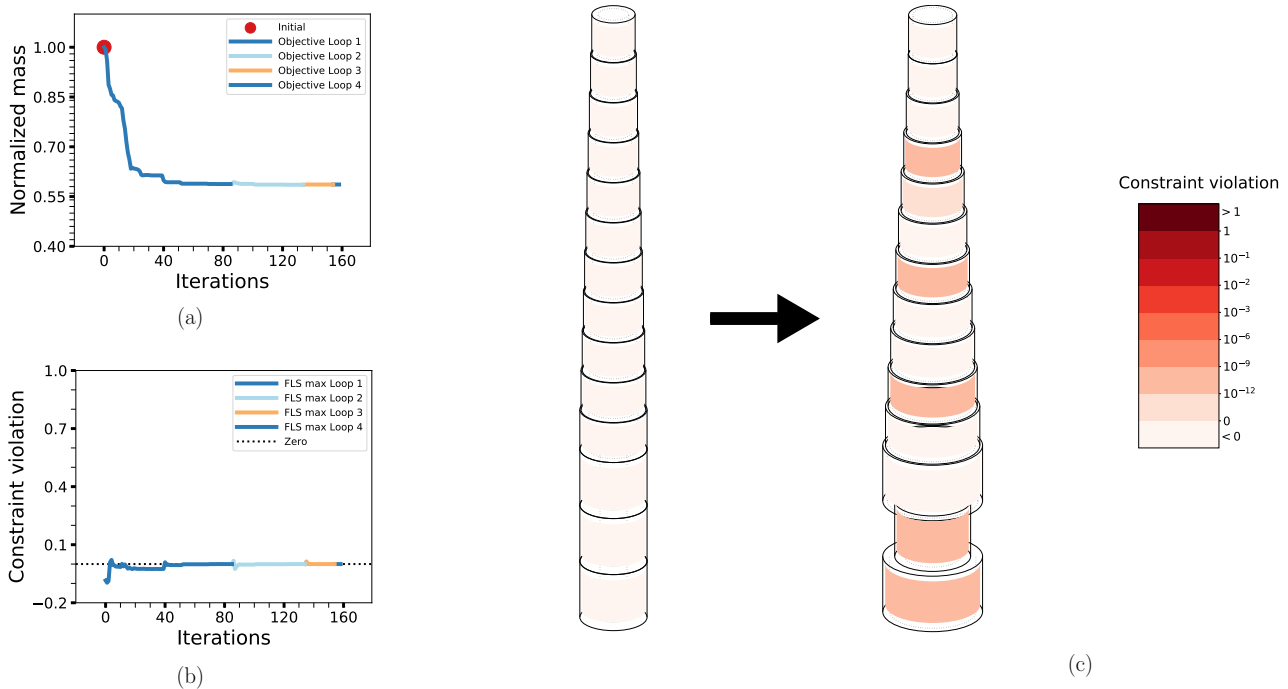 Normalized mass
1.00
0.85
0.70
0.55
0.40
Initial
Objective Loop 1
Objective Loop 2
Objective Loop 3
Objective Loop 4
0 40 80 120 160
Iterations
(a)
Constraint violation
1.0
0.7
0.4
0.1
−0.2
FLS max Loop 1
FLS max Loop 2
FLS max Loop 3
FLS max Loop 4
Zero
0 40 80 120 160
Iterations
(b)
Constraint violation
> 1
1
10⁻¹
10⁻²
10⁻³
10⁻⁶
10⁻⁹
10⁻¹²
0
< 0
(c)